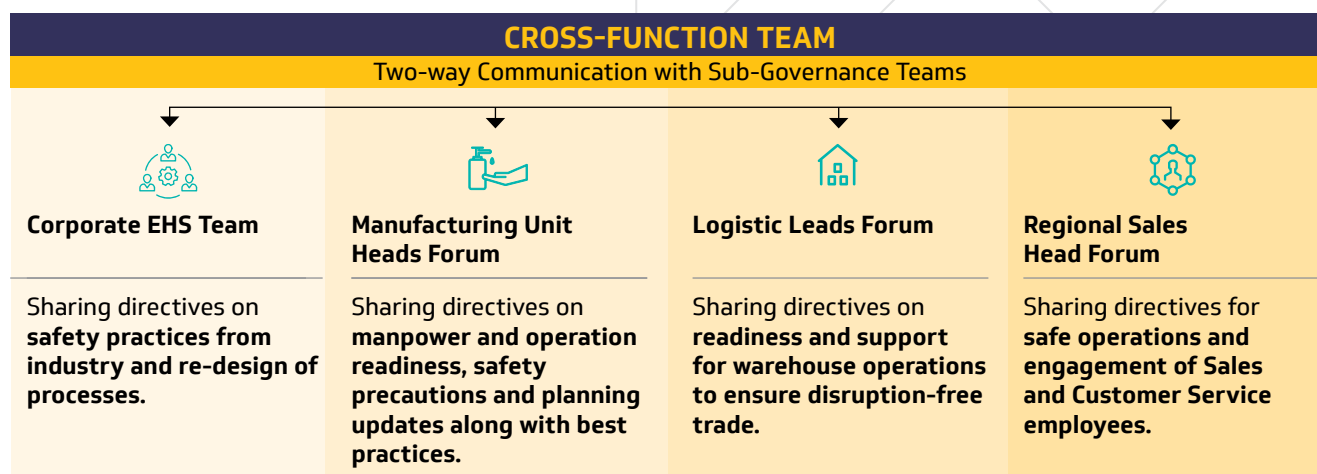 CROSS-FUNCTION TEAM
Two-way Communication with Sub-Governance Teams
Corporate EHS Team
Sharing directives on
safety practices from
industry and re-design of
processes.
Manufacturing Unit
Heads Forum
Sharing directives on
manpower and operation
readiness, safety
precautions and planning
updates along with best
practices.
Logistic Leads Forum
Sharing directives on
readiness and support
for warehouse operations
to ensure disruption-free
trade.
Regional Sales
Head Forum
Sharing directives for
safe operations and
engagement of Sales
and Customer Service
employees.